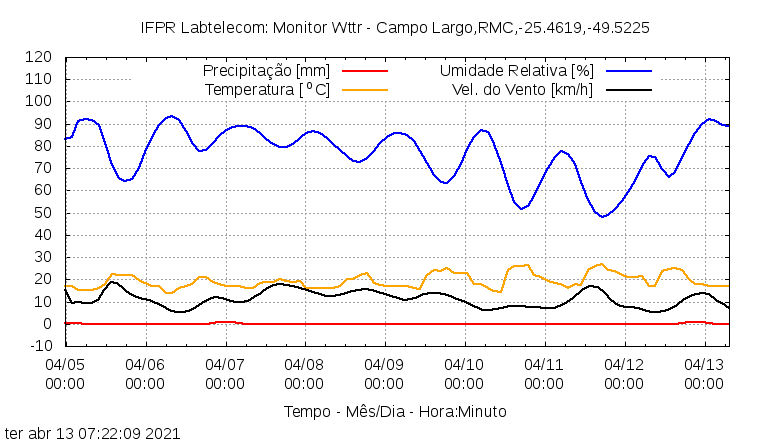 IFPR Labtelecom: Monitor Wttr - Campo Largo,RMC,-25.4619,-49.5225
Precipitação [mm]
Temperatura [⁰C]
Umidade Relativa [%]
Vel. do Vento [km/h]
120
110
100
90
80
70
60
50
40
30
20
10
0
-10
04/05 04/06 04/07 04/08 04/09 04/10 04/11 04/12 04/13
00:00 00:00 00:00 00:00 00:00 00:00 00:00 00:00 00:00
Tempo - Mês/Dia - Hora:Minuto
ter abr 13 07:22:09 2021